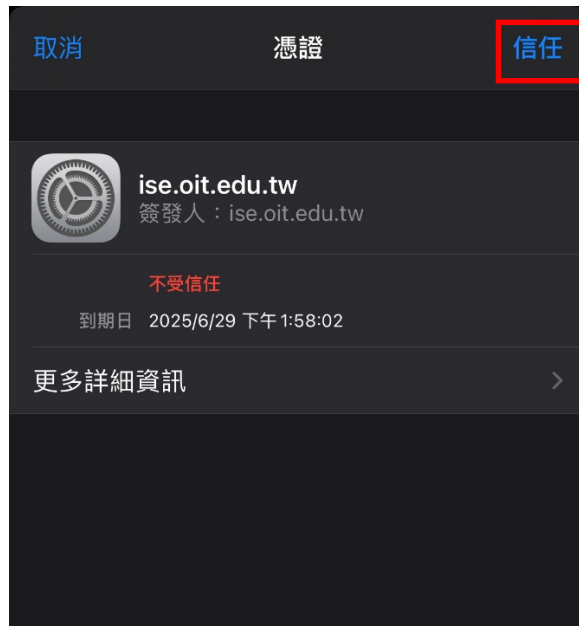 取消 憑證 信任
ise.oit.edu.tw
簽發人：ise.oit.edu.tw
不受信任
到期日 2025/6/29 下午 1:58:02
更多詳細資訊